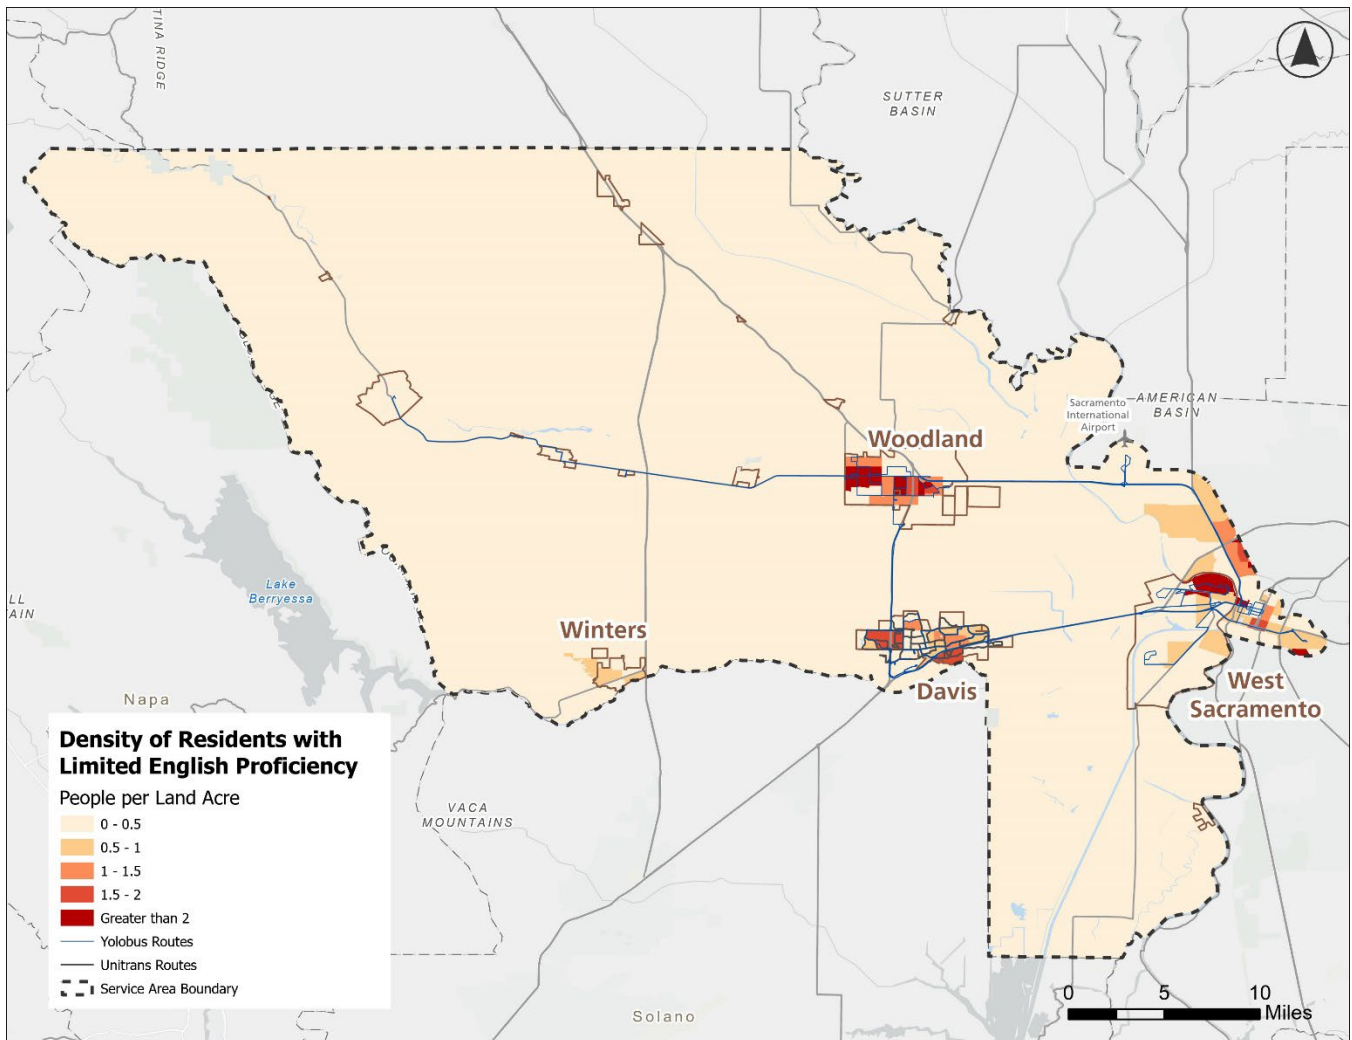 TINA RIDGE
SUTTER
BASIN
AMERICAN
BASIN
Sacramento
International
Airport
Woodland
Lake
Berryessa
LL
AIN
Winters
Davis
West
Sacramento
Napa
VACA
MOUNTAINS
Solano
Density of Residents with
Limited English Proficiency
People per Land Acre
0 - 0.5
0.5 - 1
1 - 1.5
1.5 - 2
Greater than 2
Yolobus Routes
Unitrans Routes
Service Area Boundary
0 5 10
Miles